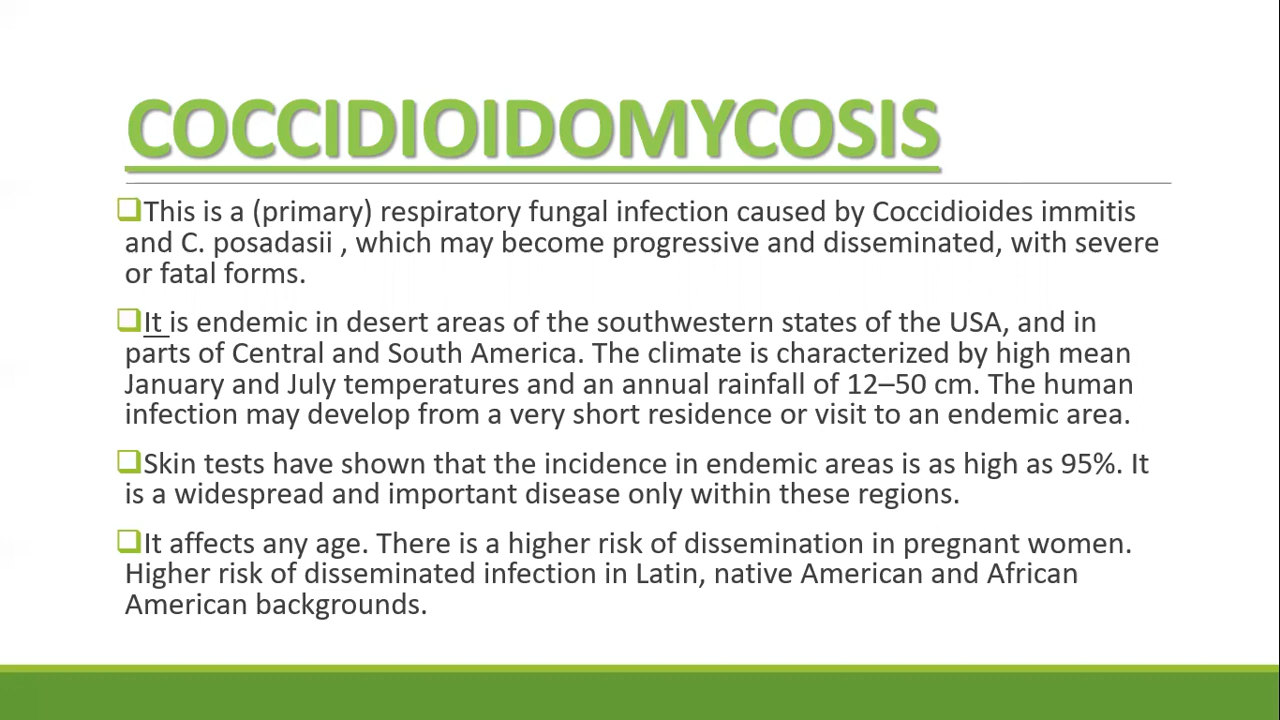 COCCIDIOIDOMYCOSIS
This is a (primary) respiratory fungal infection caused by Coccidioides immitis
and C. posadasii , which may become progressive and disseminated, with severe
or fatal forms.
It is endemic in desert areas of the southwestern states of the USA, and in
parts of Central and South America. The climate is characterized by high mean
January and July temperatures and an annual rainfall of 12–50 cm. The human
infection may develop from a very short residence or visit to an endemic area.
Skin tests have shown that the incidence in endemic areas is as high as 95%. It
is a widespread and important disease only within these regions.
It affects any age. There is a higher risk of dissemination in pregnant women.
Higher risk of disseminated infection in Latin, native American and African
American backgrounds.